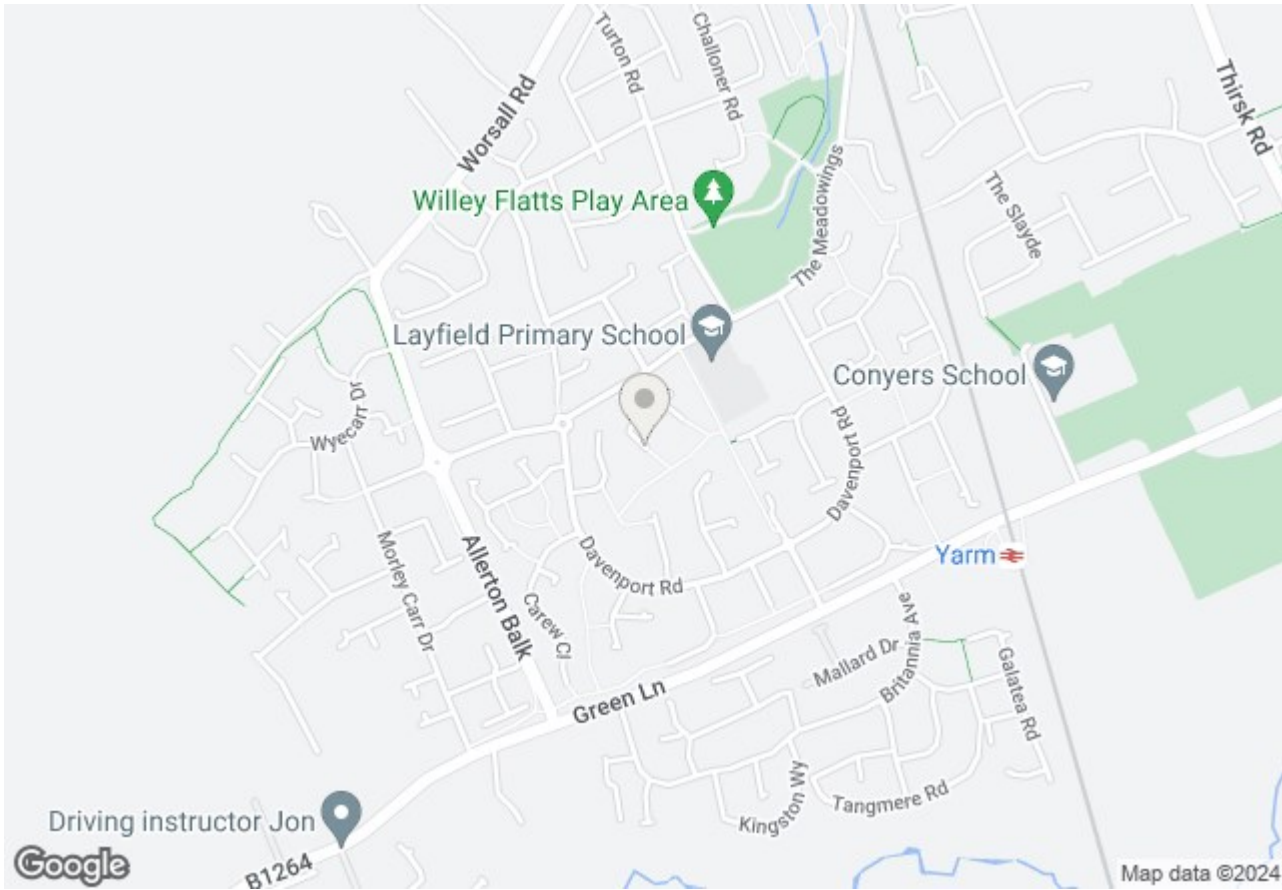 Turton Rd
Challoner Rd
Worsall Rd
Thirsk Rd
Willey Flatts Play Area
The Slayde
The Meadowings
Layfield Primary School
Conyers School
Wyecarr Dr
Davenport Rd
Morley Carr Dr
Allerton Balk
Davenport Rd
Yarm
Carew Cl
Britannia Ave
Mallard Dr
Galatea Rd
Green Ln
Kingston Wy
Tangmere Rd
Driving instructor Jon
B1264
Google
Map data ©2024